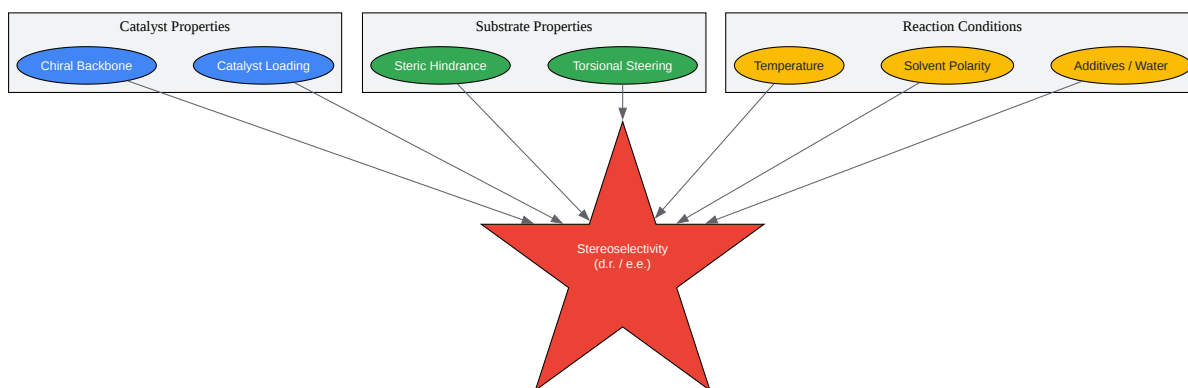 Catalyst Properties
Substrate Properties
Reaction Conditions
Chiral Backbone
Catalyst Loading
Steric Hindrance
Torsional Steering
Temperature
Solvent Polarity
Additives / Water
Stereoselectivity
(d.r. / e.e.)